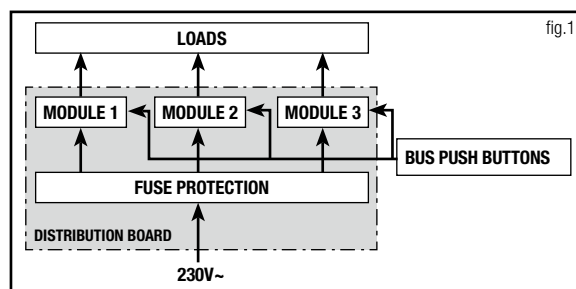 fig.1
LOADS
MODULE 1
MODULE 2
MODULE 3
BUS PUSH BUTTONS
FUSE PROTECTION
DISTRIBUTION BOARD
230V~